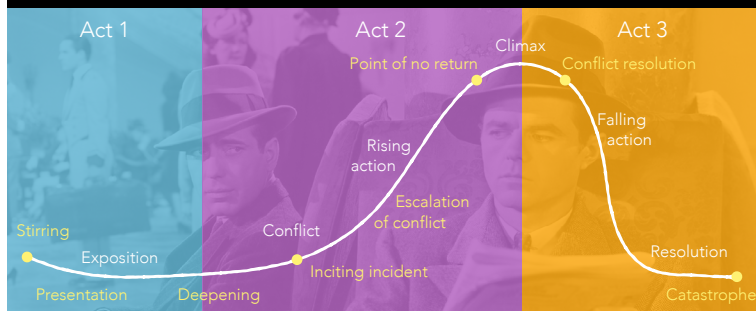 Act 1
Act 2
Act 3
Climax
Point of no return
Conflict resolution
Rising
action
Falling
action
Escalation
of conflict
Stirring
Exposition
Conflict
Resolution
Inciting incident
Presentation
Deepening
Catastrophe